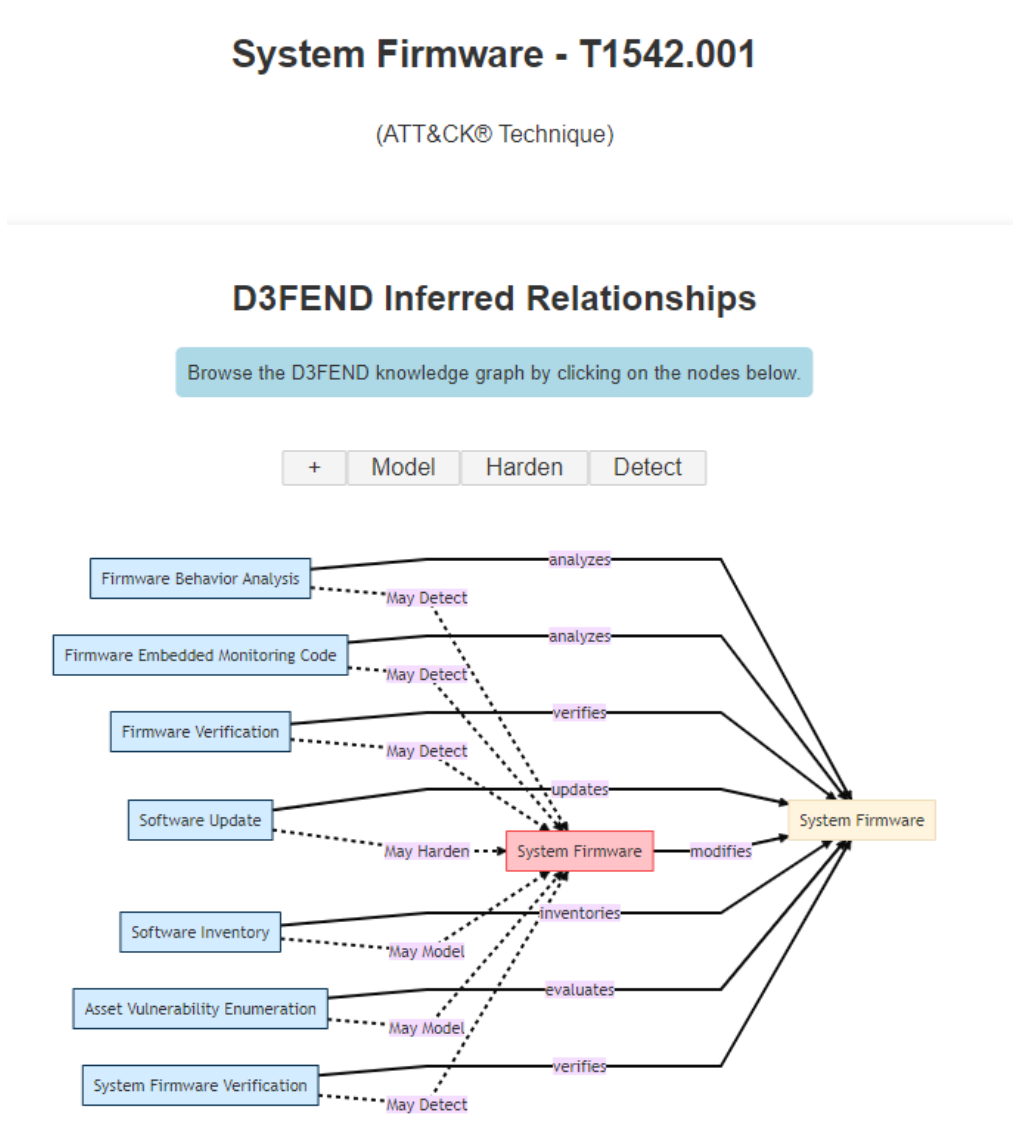 System Firmware - T1542.001
(ATT&CK® Technique)
D3FEND Inferred Relationships
Browse the D3FEND knowledge graph by clicking on the nodes below.
+ Model Harden Detect
analyzes
Firmware Behavior Analysis
May Detect
analyzes
Firmware Embedded Monitoring Code
May Detect
verifies
Firmware Verification
May Detect
updates
Software Update
System Firmware
May Harden
System Firmware
modifies
inventories
Software Inventory
May Model
evaluates
Asset Vulnerability Enumeration
May Model
verifies
System Firmware Verification
May Detect